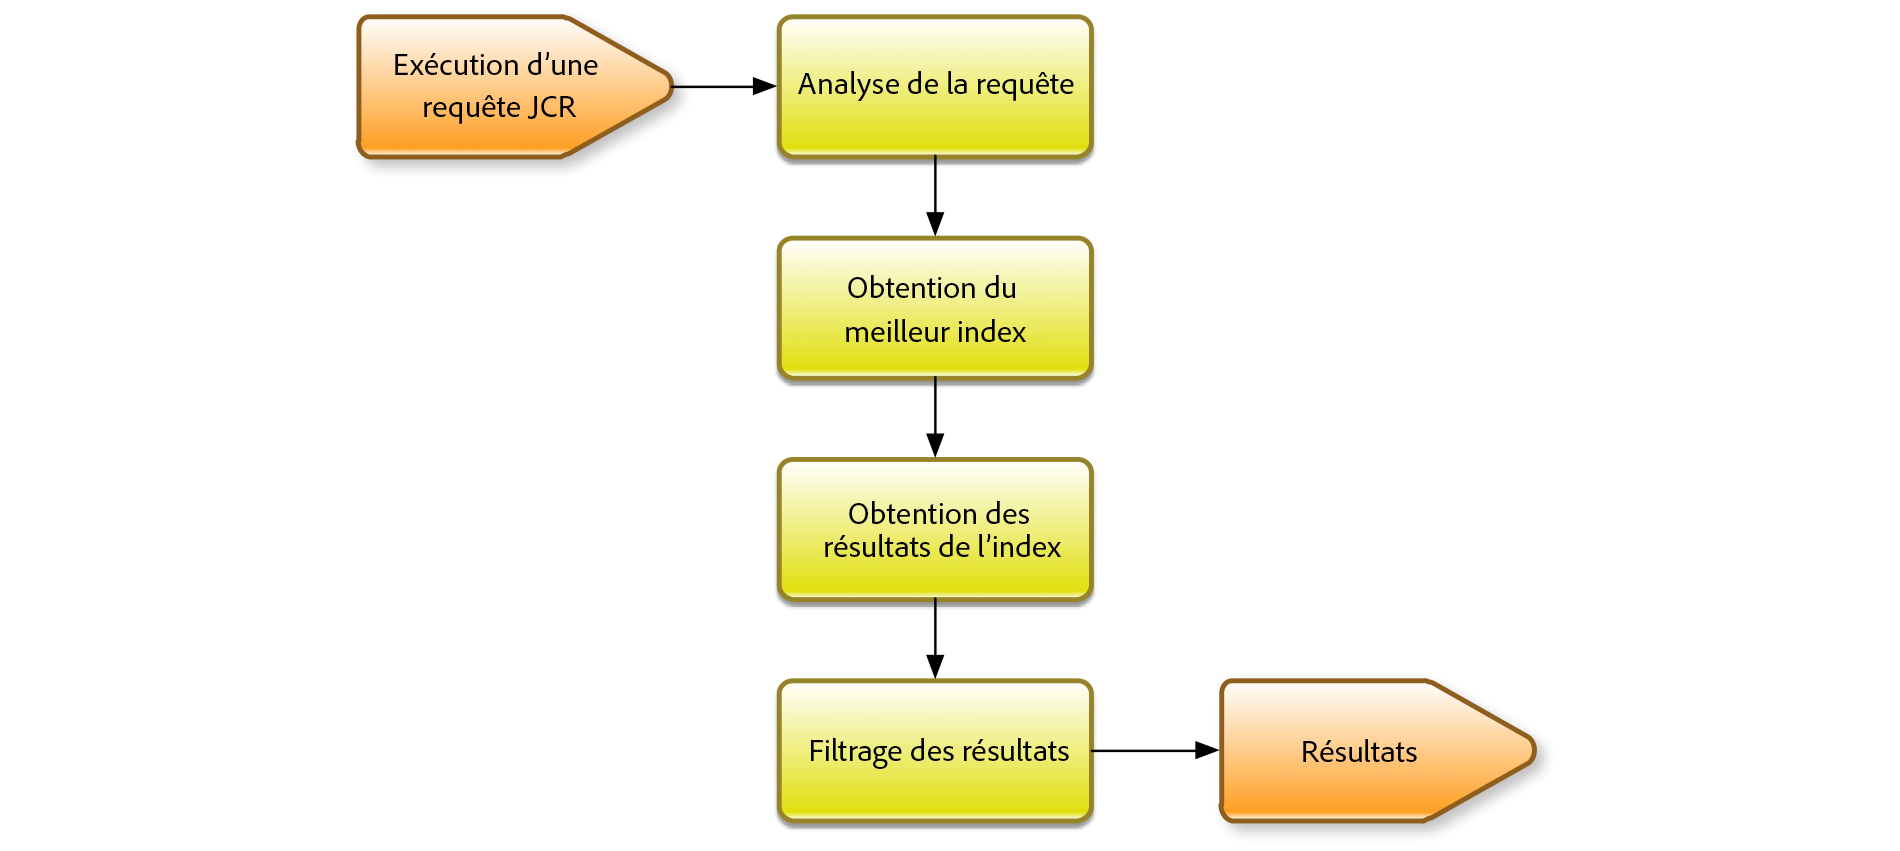 Exécution d’une
requête JCR
Analyse de la requête
Obtention du
meilleur index
Obtention des
résultats de l’index
Filtrage des résultats
Résultats